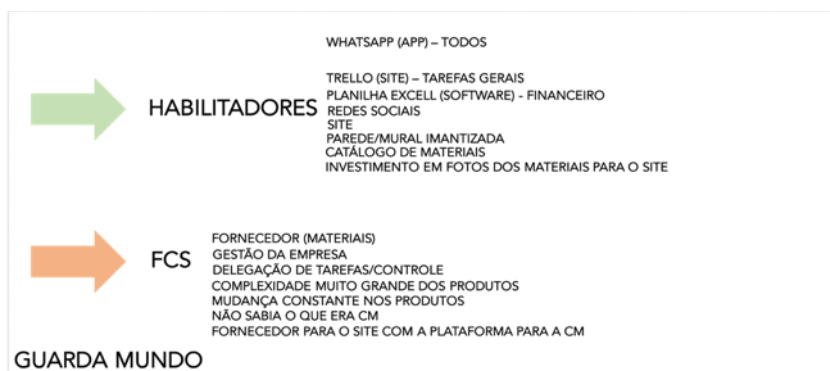 WHATSAPP (APP) – TODOS
HABILITADORES
TRELLO (SITE) – TAREFAS GERAIS
PLANILHA EXCELL (SOFTWARE) - FINANCEIRO
REDES SOCIAIS
SITE
PAREDE/MURAL IMANTIZADA
CATÁLOGO DE MATERIAIS
INVESTIMENTO EM FOTOS DOS MATERIAIS PARA O SITE
FCS
FORNECEDOR (MATERIAIS)
GESTÃO DA EMPRESA
DELEGAÇÃO DE TAREFAS/CONTROLE
COMPLEXIDADE MUITO GRANDE DOS PRODUTOS
MUDANÇA CONSTANTE NOS PRODUTOS
NÃO SABIA O QUE ERA CM
FORNECEDOR PARA O SITE COM A PLATAFORMA PARA A CM
GUARDA MUNDO